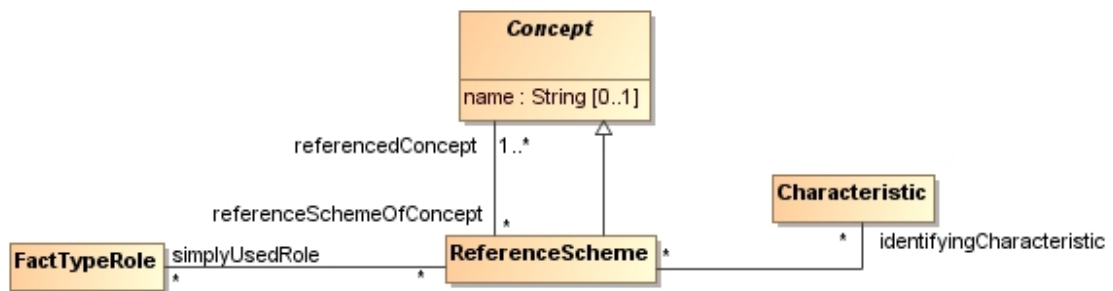 Concept
name : String [0..1]
referencedConcept 1..*
Characteristic
referenceSchemeOfConcept *
* identifyingCharacteristic
FactTypeRole simplyUsedRole ReferenceScheme *
* *